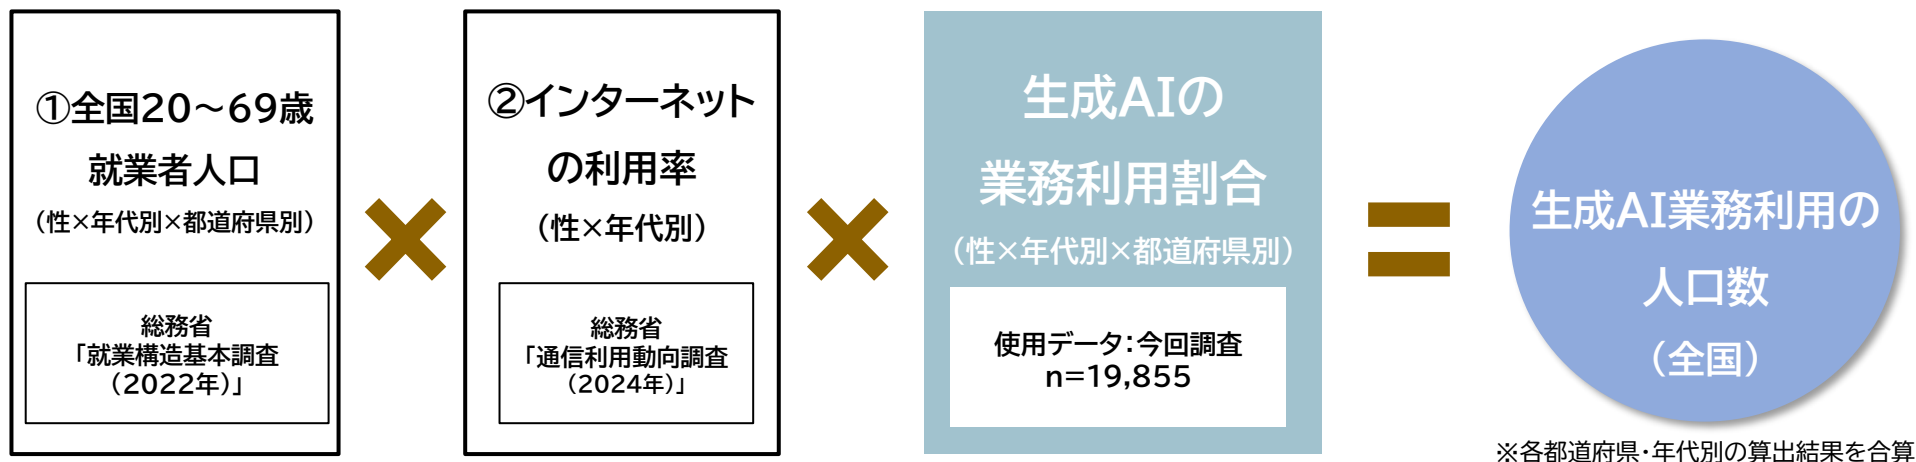 ①全国20～69歳
就業者人口
（性×年代別×都道府県別）
総務省
「就業構造基本調査
（2022年）」
②インターネット
の利用率
（性×年代別）
総務省
「通信利用動向調査
（2024年）」
生成AIの
業務利用割合
（性×年代別×都道府県別）
使用データ：今回調査
n=19,855
生成AI業務利用の
人口数
（全国）
※各都道府県・年代別の算出結果を合算